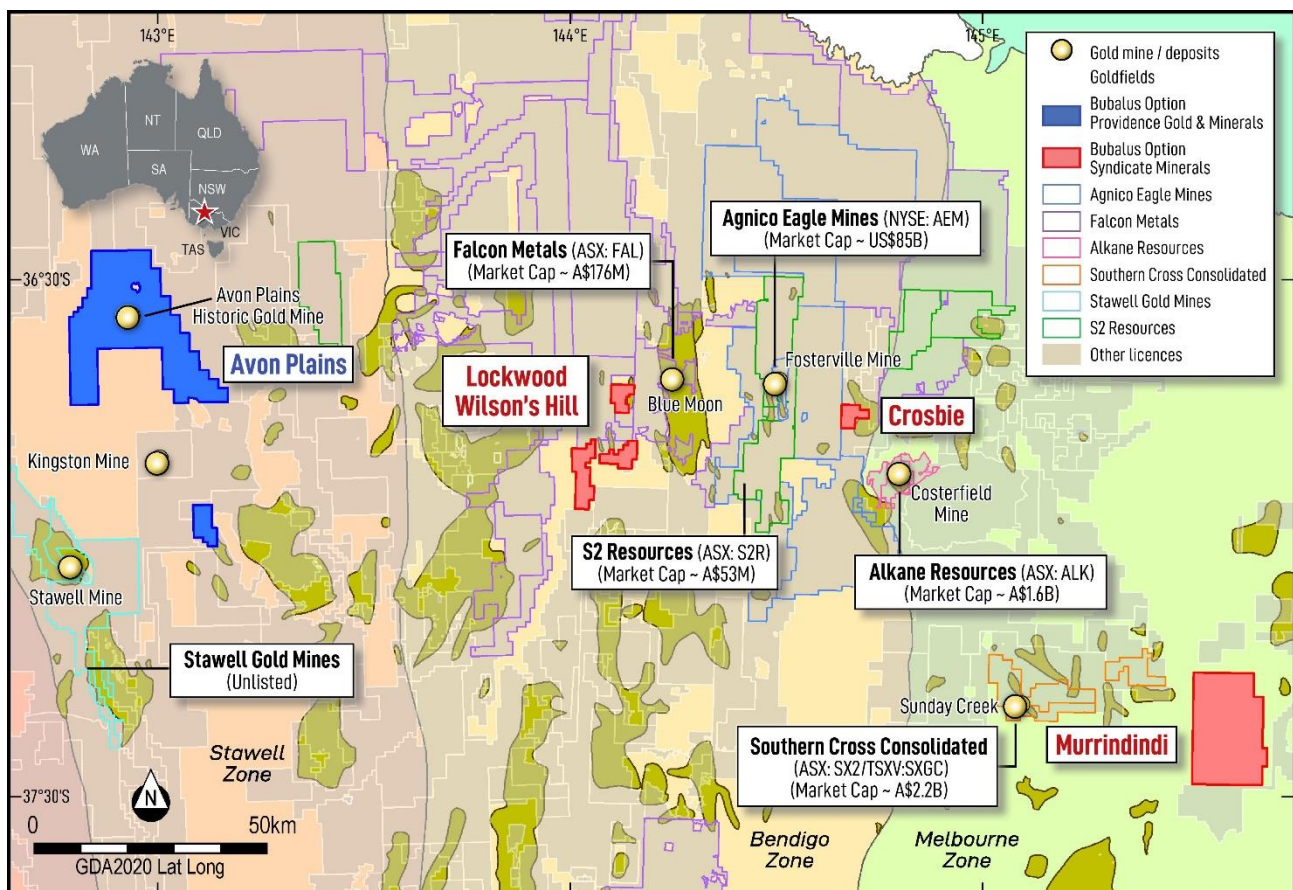 143°E
144°E
145°E
Gold mine / deposits
Goldfields
Bubalus Option
Providence Gold & Minerals
Bubalus Option
Syndicate Minerals
Agnico Eagle Mines
Falcon Metals
Alkane Resources
Southern Cross Consolidated
Stawell Gold Mines
S2 Resources
Other licences
WA
NT
SA
QLD
NSW
VIC
TAS
36°30'S
Agnico Eagle Mines (NYSE: AEM)
(Market Cap ~ US$85B)
Falcon Metals (ASX: FAL)
(Market Cap ~ A$176M)
Avon Plains
Historic Gold Mine
Avon Plains
Lockwood
Wilson's Hill
Blue Moon
Fosterville Mine
Crosbie
Kingston Mine
Costerfield
Mine
S2 Resources (ASX: S2R)
(Market Cap ~ A$53M)
Alkane Resources (ASX: ALK)
(Market Cap ~ A$1.6B)
Stawell Mine
Stawell Gold Mines
(Unlisted)
Sunday Creek
Southern Cross Consolidated
(ASX: SX2/TSXV:SXGC)
(Market Cap ~ A$2.2B)
Murrindindi
Stawell
Zone
37°30'S
N
0
50km
GDA2020 Lat Long
Bendigo
Zone
Melbourne
Zone